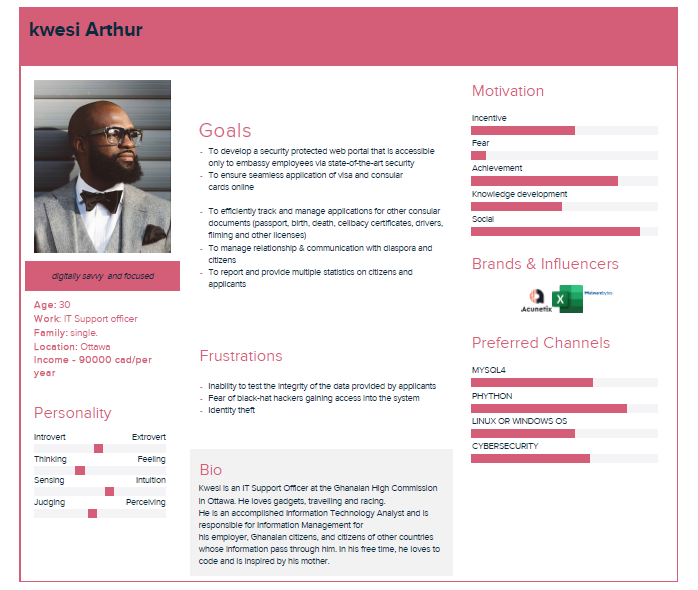 kwesi Arthur
digitally savvy and focused
Age: 30
Work: IT Support officer
Family: single.
Location: Ottawa
Income - 90000 cad/per
year
Personality
Introvert Extrovert
Thinking Feeling
Sensing Intuition
Judging Perceiving
Goals
- To develop a security protected web portal that is accessible
only to embassy employees via state-of-the-art security
- To ensure seamless application of visa and consular
cards online
- To efficiently track and manage applications for other consular
documents (passport, birth, death, celibacy certificates, drivers,
filming and other licenses)
- To manage relationship & communication with diaspora and
citizens
- To report and provide multiple statistics on citizens and
applicants
Frustrations
- Inability to test the integrity of the data provided by applicants
- Fear of black-hat hackers gaining access into the system
- Identity theft
Bio
Kwesi is an IT Support Officer at the Ghanaian High Commission
in Ottawa. He loves gadgets, travelling and racing.
He is an accomplished Information Technology Analyst and is
responsible for Information Management for
his employer, Ghanaian citizens, and citizens of other countries
whose information pass through him. In his free time, he loves to
code and is inspired by his mother.
Motivation
Incentive
Fear
Achievement
Knowledge development
Social
Brands & Influencers
Acunetix
X
Malwarebytes
Preferred Channels
MYSQL4
PHYTHON
LINUX OR WINDOWS OS
CYBERSECURITY